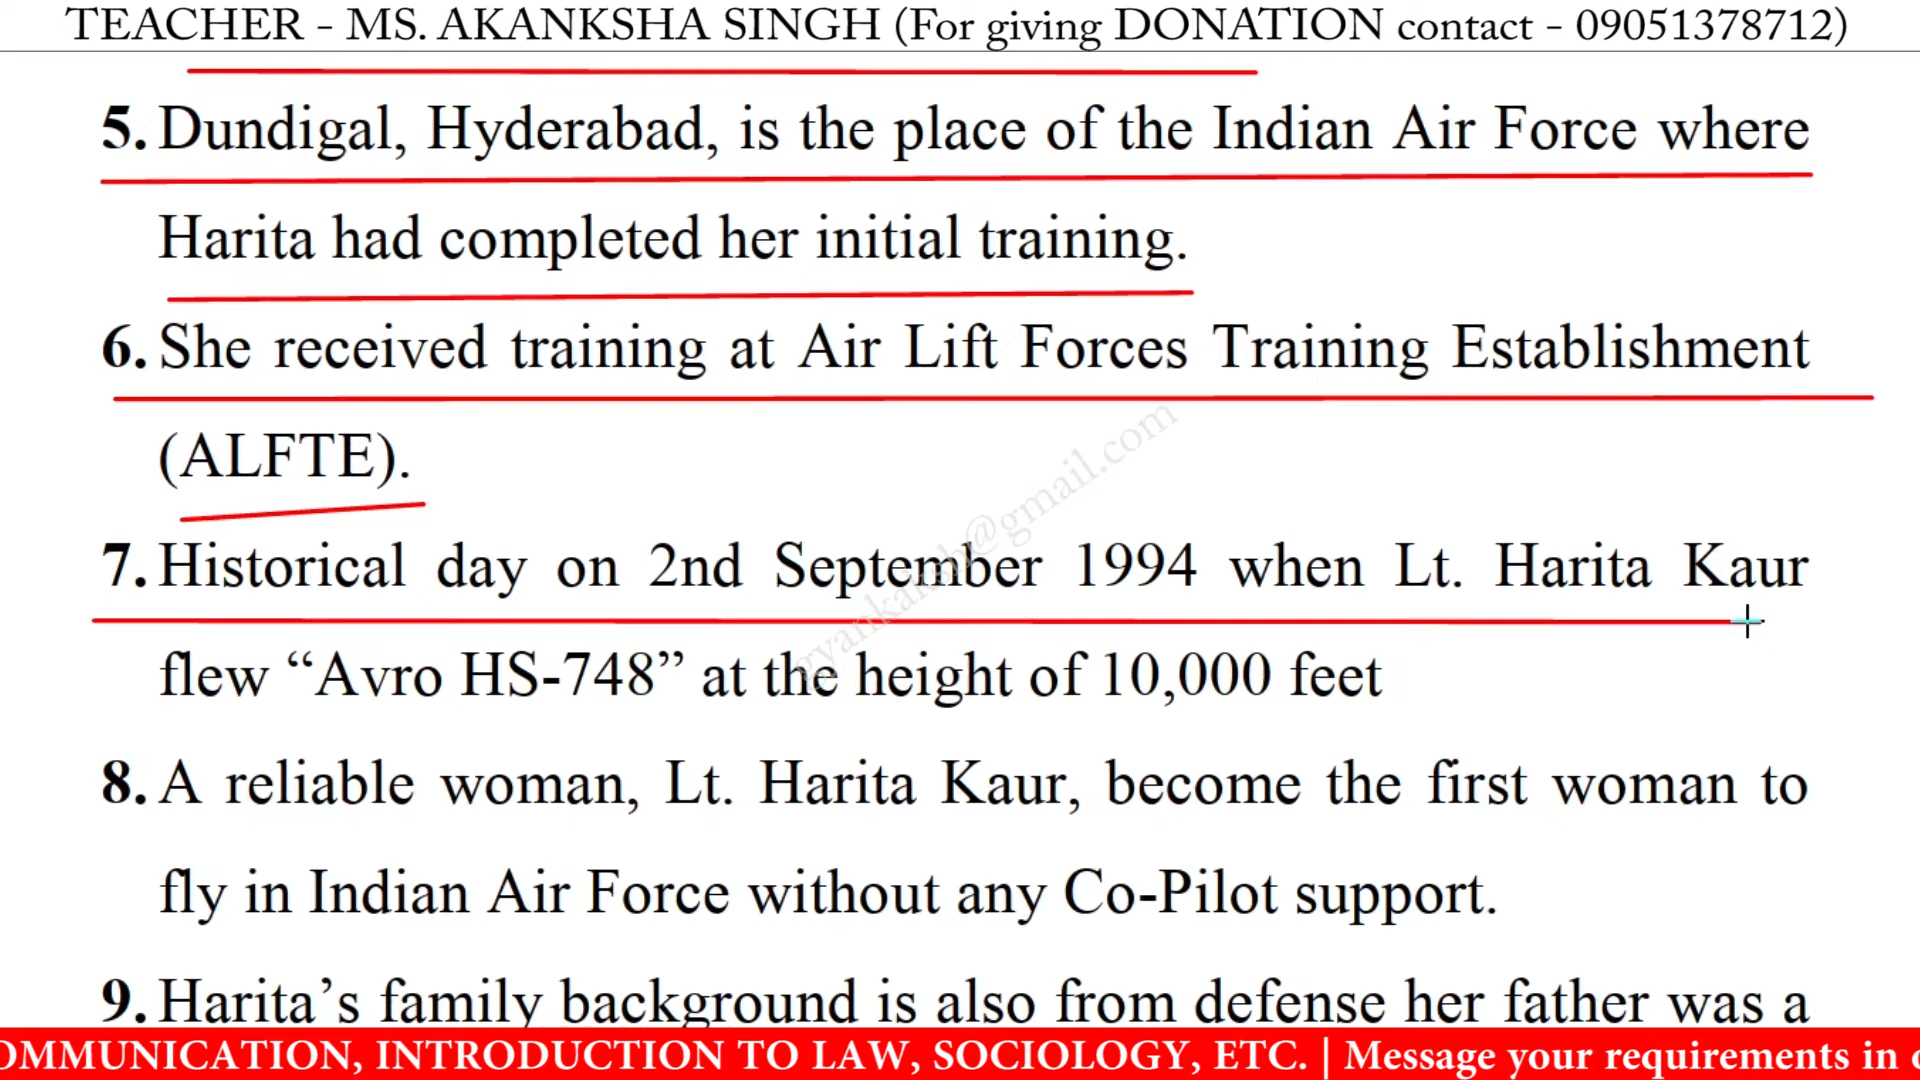 TEACHER - MS. AKANKSHA SINGH (For giving DONATION contact - 09051378712)
5. Dundigal, Hyderabad, is the place of the Indian Air Force where
Harita had completed her initial training.
6. She received training at Air Lift Forces Training Establishment
(ALFTE).
7. Historical day on 2nd September 1994 when Lt. Harita Kaur
flew “Avro HS-748” at the height of 10,000 feet
8. A reliable woman, Lt. Harita Kaur, become the first woman to
fly in Indian Air Force without any Co-Pilot support.
9. Harita’s family background is also from defense her father was a
OMMUNICATION, INTRODUCTION TO LAW, SOCIOLOGY, ETC. | Message your requirements in